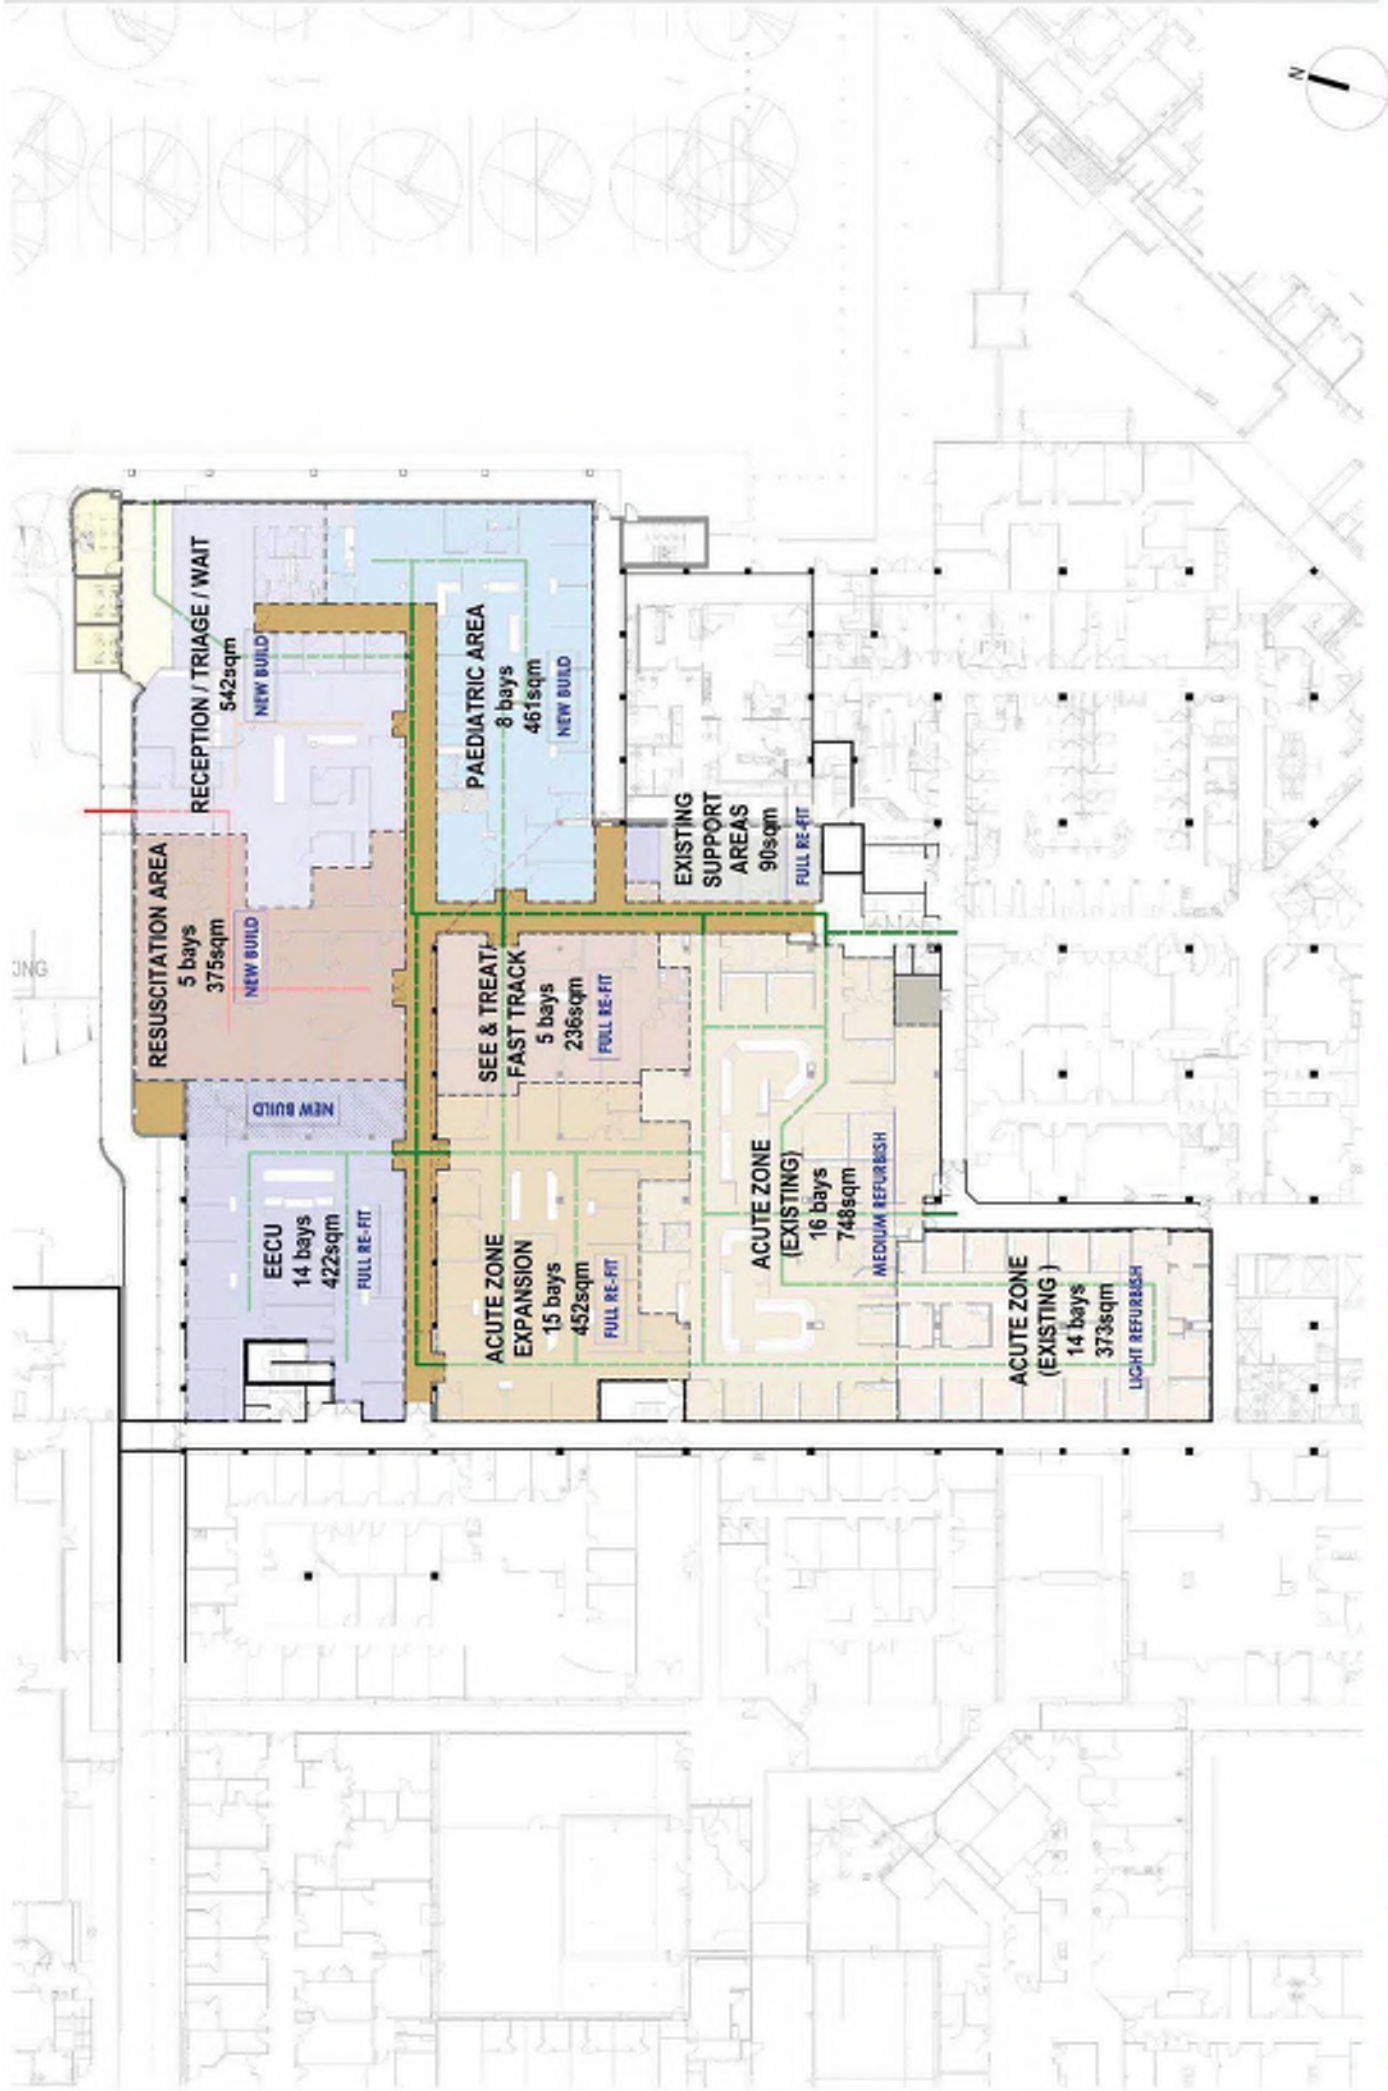 N
RECEPTION / TRIAGE / WAIT
542sqm
NEW BUILD
PAEDIATRIC AREA
8 bays
461sqm
NEW BUILD
RESUSCITATION AREA
5 bays
375sqm
NEW BUILD
EXISTING
SUPPORT
AREAS
90sqm
FULL RE-FIT
SEE & TREAT/
FAST TRACK
5 bays
236sqm
FULL RE-FIT
NEW BUILD
EECU
14 bays
422sqm
FULL RE-FIT
ACUTE ZONE
EXPANSION
15 bays
452sqm
FULL RE-FIT
ACUTE ZONE
(EXISTING)
16 bays
748sqm
MEDIUM REFURBISH
ACUTE ZONE
(EXISTING )
14 bays
373sqm
LIGHT REFURBISH